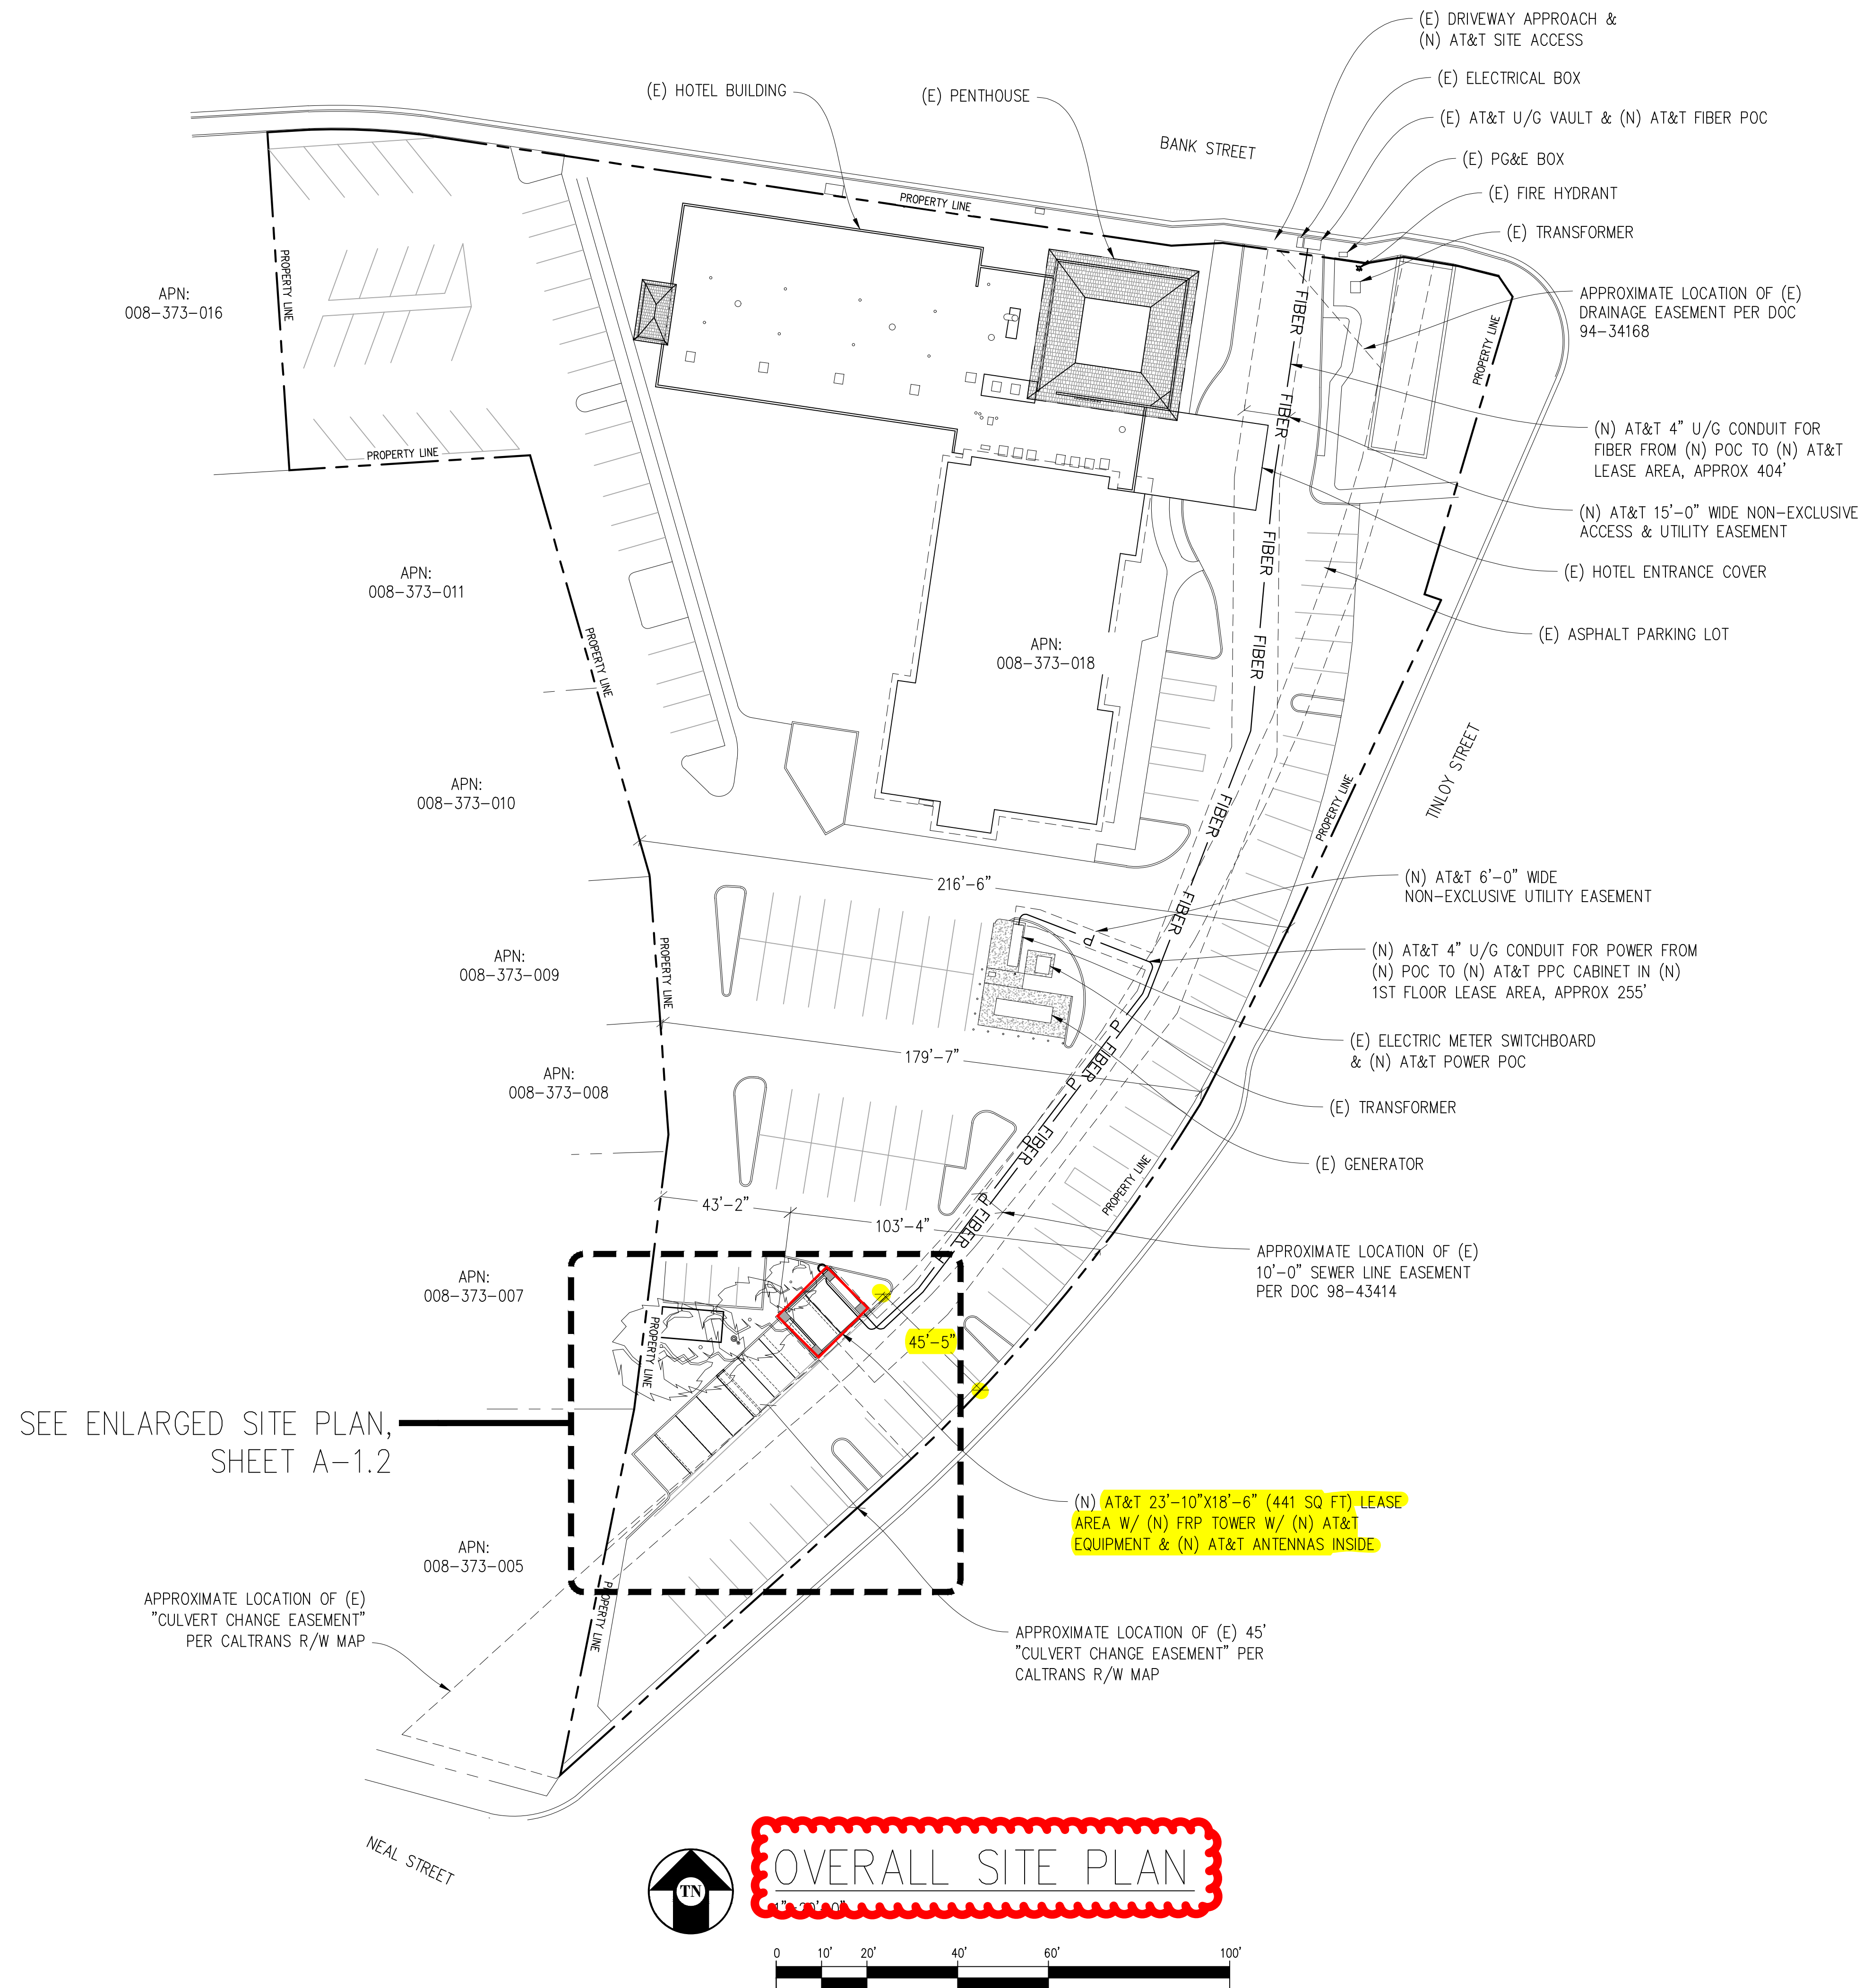 (E) DRIVEWAY APPROACH &
(N) AT&T SITE ACCESS
(E) ELECTRICAL BOX
(E) HOTEL BUILDING
(E) PENTHOUSE
(E) AT&T U/G VAULT & (N) AT&T FIBER POC
BANK STREET
(E) PG&E BOX
(E) FIRE HYDRANT
PROPERTY LINE
(E) TRANSFORMER
PROPERTY LINE
APN:
008-373-016
FIBER
APPROXIMATE LOCATION OF (E)
DRAINAGE EASEMENT PER DOC
94-34168
PROPERTY LINE
FIBER
(N) AT&T 4" U/G CONDUIT FOR
FIBER FROM (N) POC TO (N) AT&T
LEASE AREA, APPROX 404'
PROPERTY LINE
(N) AT&T 15'-0" WIDE NON-EXCLUSIVE
ACCESS & UTILITY EASEMENT
FIBER
(E) HOTEL ENTRANCE COVER
APN:
008-373-011
(E) ASPHALT PARKING LOT
FIBER
APN:
008-373-018
PROPERTY LINE
APN:
008-373-010
TINLOY STREET
PROPERTY LINE
FIBER
216'-6"
(N) AT&T 6'-0" WIDE
NON-EXCLUSIVE UTILITY EASEMENT
FIBER
P
APN:
008-373-009
PROPERTY LINE
(N) AT&T 4" U/G CONDUIT FOR POWER FROM
(N) POC TO (N) AT&T PPC CABINET IN (N)
1ST FLOOR LEASE AREA, APPROX 255'
P
(E) ELECTRIC METER SWITCHBOARD
& (N) AT&T POWER POC
179'-7"
FIBER
P
APN:
008-373-008
(E) TRANSFORMER
P
FIBER
(E) GENERATOR
PROPERTY LINE
43'-2"
P
103'-4"
FIBER
P
APPROXIMATE LOCATION OF (E)
10'-0" SEWER LINE EASEMENT
PER DOC 98-43414
APN:
008-373-007
45'-5"
PROPERTY LINE
SEE ENLARGED SITE PLAN,
SHEET A-1.2
(N) AT&T 23'-10"X18'-6" (441 SQ FT) LEASE
AREA W/ (N) FRP TOWER W/ (N) AT&T
EQUIPMENT & (N) AT&T ANTENNAS INSIDE
APN:
008-373-005
APPROXIMATE LOCATION OF (E)
"CULVERT CHANGE EASEMENT"
PER CALTRANS R/W MAP
PROPERTY LINE
APPROXIMATE LOCATION OF (E) 45'
"CULVERT CHANGE EASEMENT" PER
CALTRANS R/W MAP
NEAL STREET
TN
OVERALL SITE PLAN
0 10' 20' 40' 60' 100'